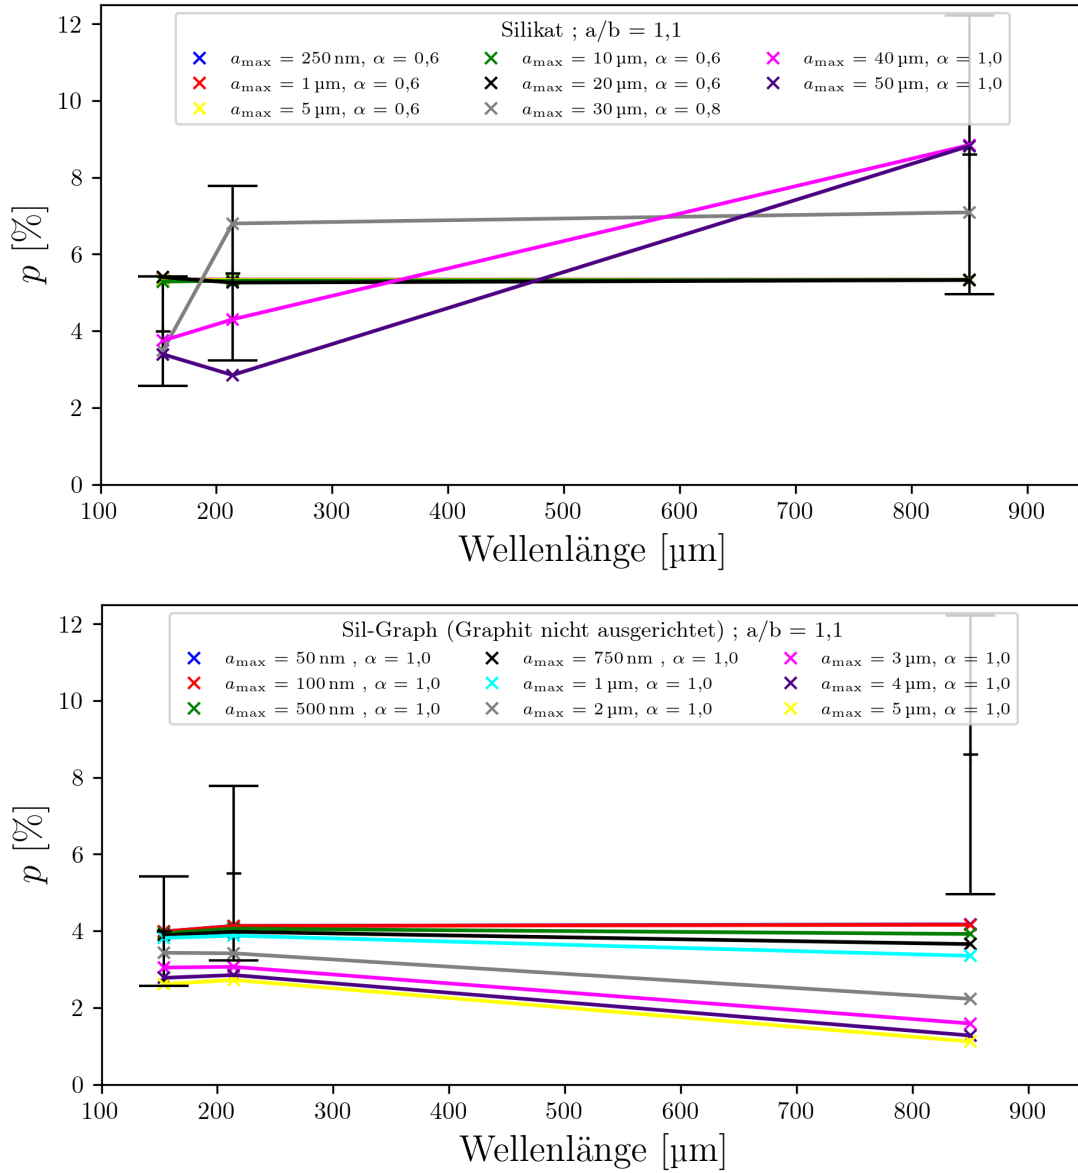 12
10
8
6
4
2
0
p [%]
Silikat ; a/b = 1,1
a_max = 250 nm, α = 0,6
a_max = 1 µm, α = 0,6
a_max = 5 µm, α = 0,6
a_max = 10 µm, α = 0,6
a_max = 20 µm, α = 0,6
a_max = 30 µm, α = 0,8
a_max = 40 µm, α = 1,0
a_max = 50 µm, α = 1,0
100 200 300 400 500 600 700 800 900
Wellenlänge [µm]
12
10
8
6
4
2
0
p [%]
Sil-Graph (Graphit nicht ausgerichtet) ; a/b = 1,1
a_max = 50 nm , α = 1,0
a_max = 100 nm , α = 1,0
a_max = 500 nm , α = 1,0
a_max = 750 nm , α = 1,0
a_max = 1 µm, α = 1,0
a_max = 2 µm, α = 1,0
a_max = 3 µm, α = 1,0
a_max = 4 µm, α = 1,0
a_max = 5 µm, α = 1,0
100 200 300 400 500 600 700 800 900
Wellenlänge [µm]